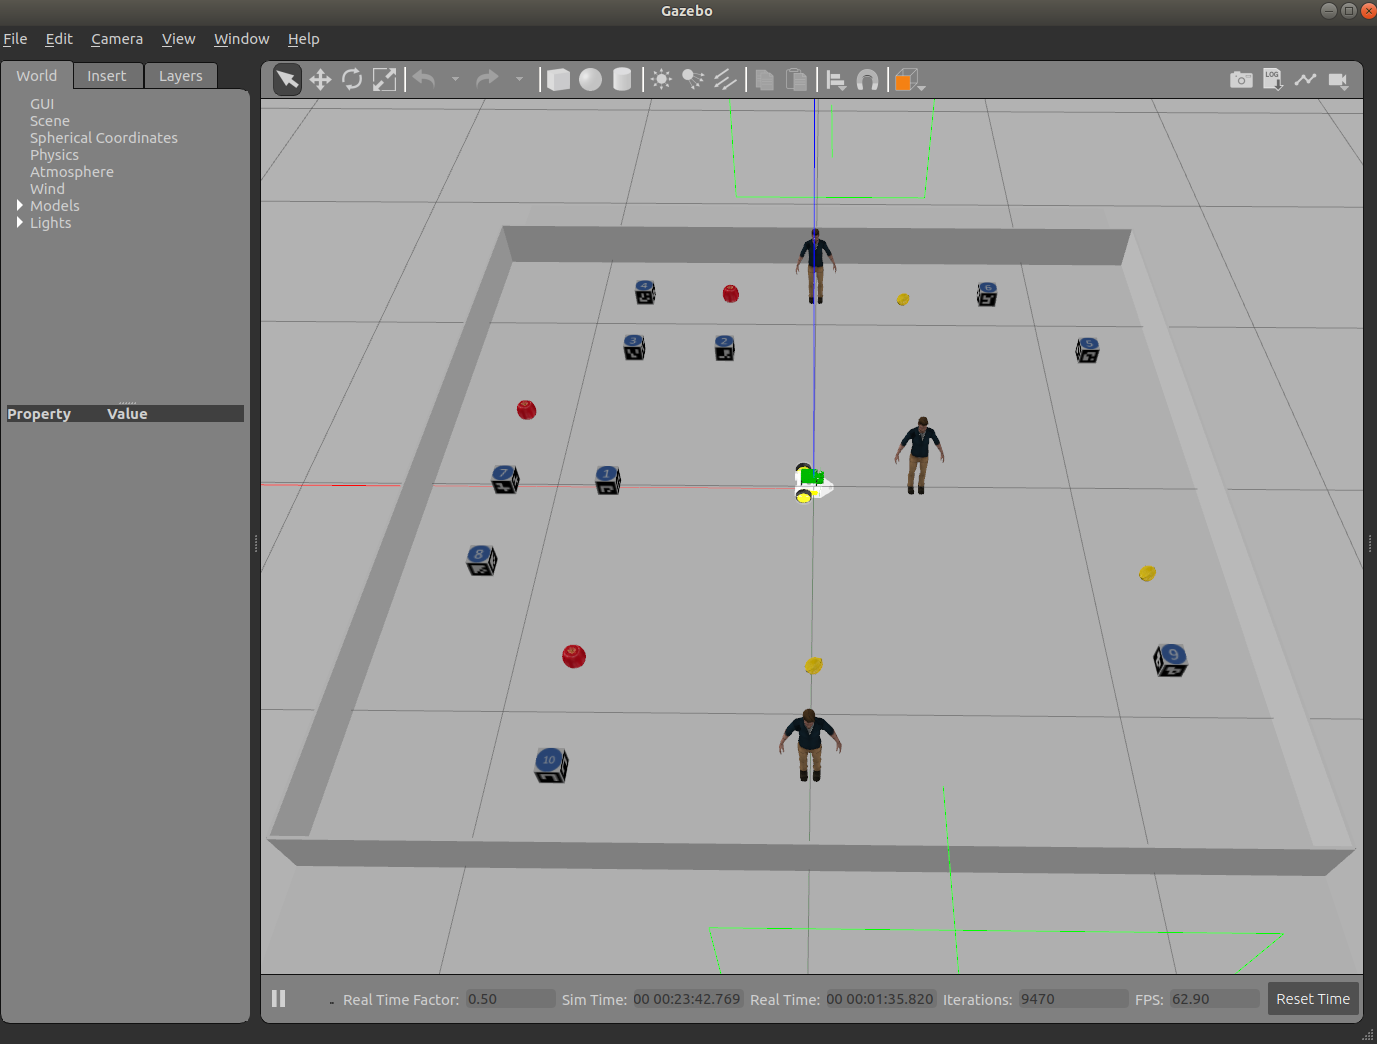 Gazebo
File Edit Camera View Window Help
World Insert Layers
LOG
GUI
Scene
Spherical Coordinates
Physics
Atmosphere
Wind
Models
Lights
Property Value
4
6
3
2
5
7
1
8
9
10
Real Time Factor: 0.50 Sim Time: 00 00:23:42.769 Real Time: 00 00:01:35.820 Iterations: 9470 FPS: 62.90 Reset Time